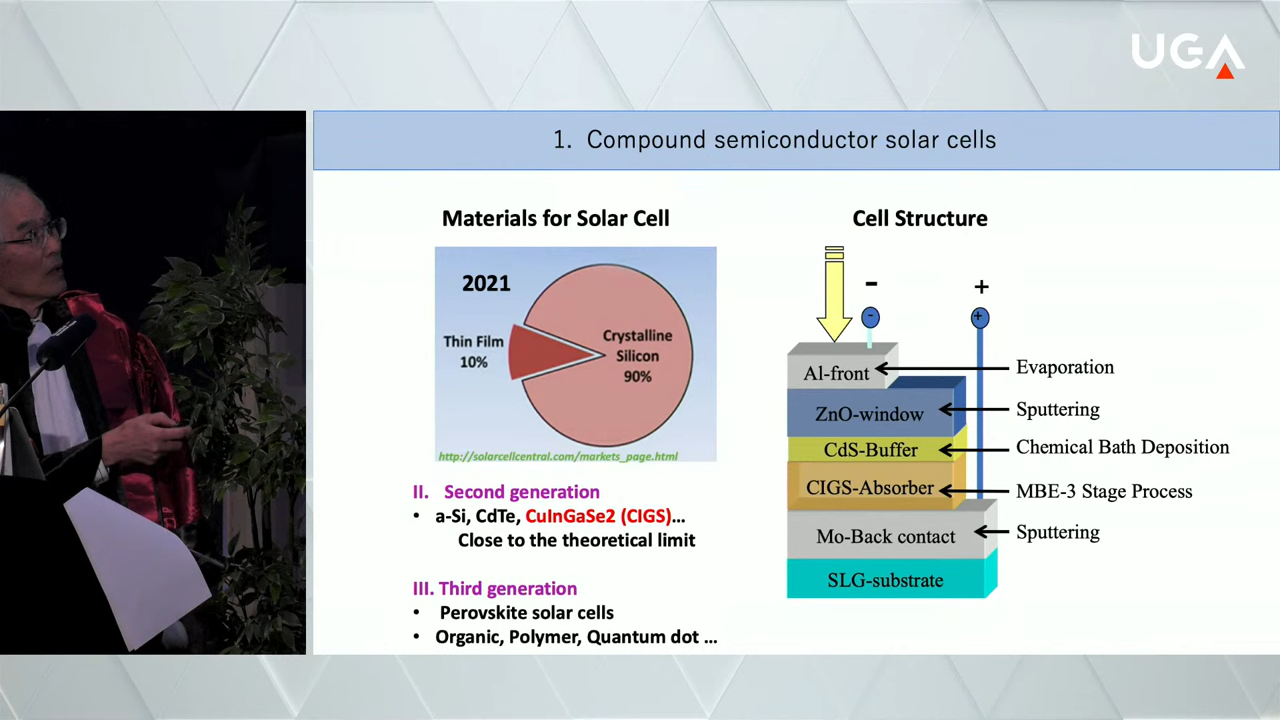 UGA
1. Compound semiconductor solar cells
Materials for Solar Cell
2021
Thin Film
10%
Crystalline
Silicon
90%
http://solarcellcentral.com/markets_page.html
II. Second generation
• a-Si, CdTe, CuInGaSe2 (CIGS)...
Close to the theoretical limit
III. Third generation
• Perovskite solar cells
• Organic, Polymer, Quantum dot ...
Cell Structure
- +
- +
Al-front
Evaporation
ZnO-window
Sputtering
CdS-Buffer
Chemical Bath Deposition
CIGS-Absorber
MBE-3 Stage Process
Mo-Back contact
Sputtering
SLG-substrate